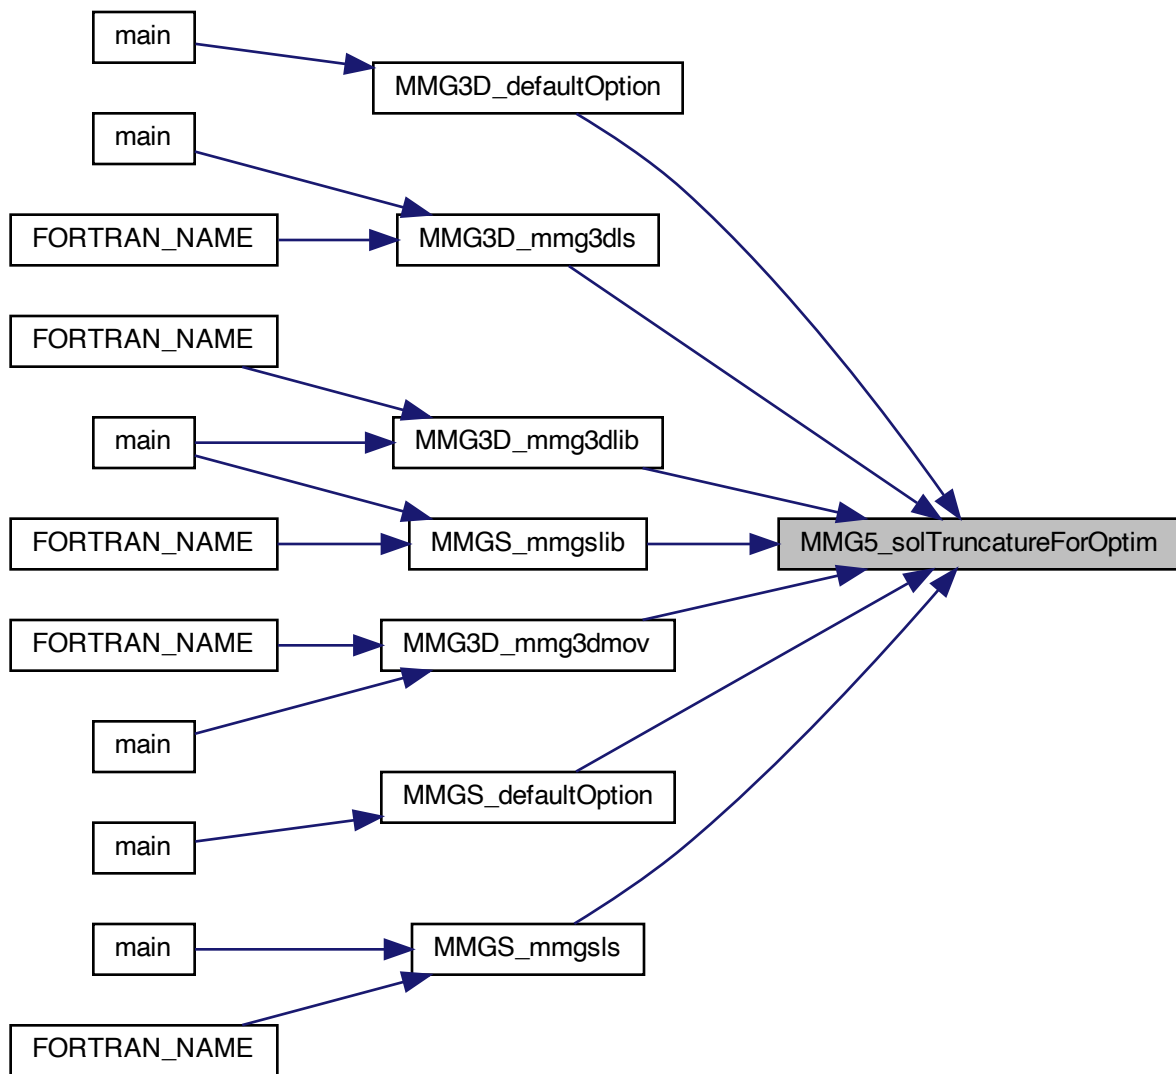 main
MMG3D_defaultOption
main
FORTRAN_NAME
MMG3D_mmg3dls
FORTRAN_NAME
main
MMG3D_mmg3dlib
FORTRAN_NAME
MMGS_mmgslib
MMG5_solTruncatureForOptim
FORTRAN_NAME
MMG3D_mmg3dmov
main
MMGS_defaultOption
main
main
MMGS_mmgsls
FORTRAN_NAME